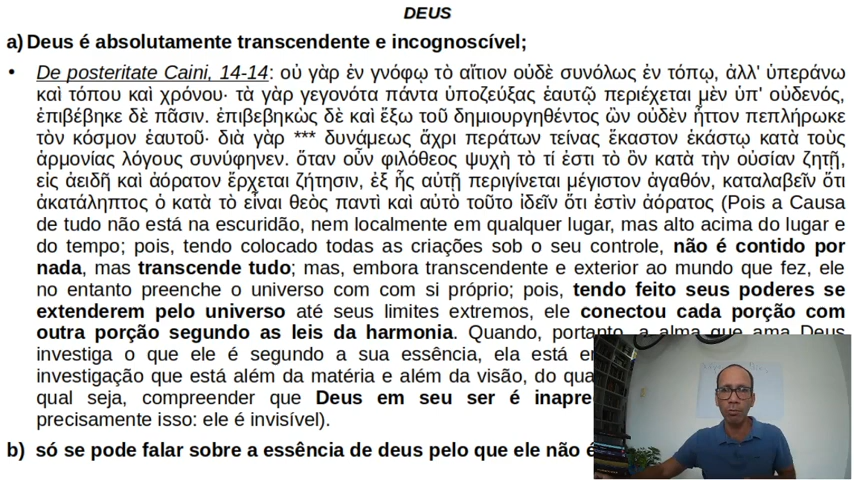 DEUS
a) Deus é absolutamente transcendente e incognoscível;
• De posteritate Caini, 14-14: οὐ γὰρ ἐν γνόφῳ τὸ αἴτιον οὐδὲ συνόλως ἐν τόπῳ, ἀλλ' ὑπεράνω
καὶ τόπου καὶ χρόνου· τὰ γὰρ γεγονότα πάντα ὑποζεύξας ἑαυτῷ περιέχεται μὲν ὑπ' οὐδενός,
ἐπιβέβηκε δὲ πᾶσιν. ἐπιβεβηκὼς δὲ καὶ ἔξω τοῦ δημιουργηθέντος ὢν οὐδὲν ἧττον πεπλήρωκε
τὸν κόσμον ἑαυτοῦ· διὰ γὰρ *** δυνάμεως ἄχρι περάτων τείνας ἕκαστον ἑκάστῳ κατὰ τοὺς
ἁρμονίας λόγους συνύφηνεν. ὅταν οὖν φιλόθεος ψυχὴ τὸ τί ἐστι τὸ ὂν κατὰ τὴν οὐσίαν ζητῇ,
εἰς ἀειδῆ καὶ ἀόρατον ἔρχεται ζήτησιν, ἐξ ἧς αὐτῇ περιγίνεται μέγιστον ἀγαθόν, καταλαβεῖν ὅτι
ἀκατάληπτος ὁ κατὰ τὸ εἶναι θεὸς παντὶ καὶ αὐτὸ τοῦτο ἰδεῖν ὅτι ἐστὶν ἀόρατος (Pois a Causa
de tudo não está na escuridão, nem localmente em qualquer lugar, mas alto acima do lugar e
do tempo; pois, tendo colocado todas as criações sob o seu controle, não é contido por
nada, mas transcende tudo; mas, embora transcendente e exterior ao mundo que fez, ele
no entanto preenche o universo com com si próprio; pois, tendo feito seus poderes se
extenderem pelo universo até seus limites extremos, ele conectou cada porção com
outra porção segundo as leis da harmonia. Quando, portanto, a alma que ama Deus
investiga o que ele é segundo a sua essência, ela está
investigação que está além da matéria e além da visão, do
qual seja, compreender que Deus em seu ser é
precisamente isso: ele é invisível).
b) só se pode falar sobre a essência de deus pelo que ele não é